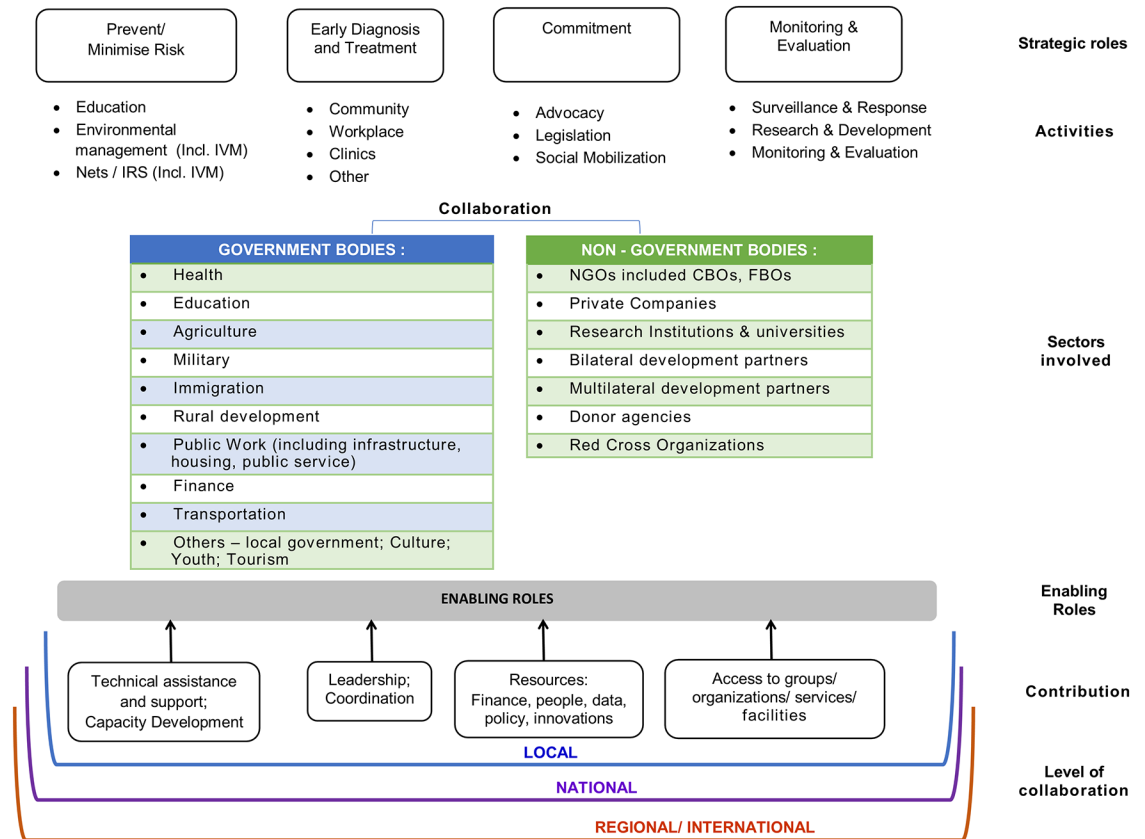 Prevent/
Minimise Risk
Early Diagnosis
and Treatment
Commitment
Monitoring &
Evaluation
Strategic roles
• Education
• Environmental
management (Incl. IVM)
• Nets / IRS (Incl. IVM)
• Community
• Workplace
• Clinics
• Other
• Advocacy
• Legislation
• Social Mobilization
• Surveillance & Response
• Research & Development
• Monitoring & Evaluation
Activities
Collaboration
GOVERNMENT BODIES :
• Health
• Education
• Agriculture
• Military
• Immigration
• Rural development
• Public Work (including infrastructure,
housing, public service)
• Finance
• Transportation
• Others – local government; Culture;
Youth; Tourism
NON - GOVERNMENT BODIES :
• NGOs included CBOs, FBOs
• Private Companies
• Research Institutions & universities
• Bilateral development partners
• Multilateral development partners
• Donor agencies
• Red Cross Organizations
Sectors
involved
ENABLING ROLES
Enabling
Roles
Technical assistance
and support;
Capacity Development
Leadership;
Coordination
Resources:
Finance, people, data,
policy, innovations
Access to groups/
organizations/ services/
facilities
Contribution
LOCAL
NATIONAL
REGIONAL/ INTERNATIONAL
Level of
collaboration